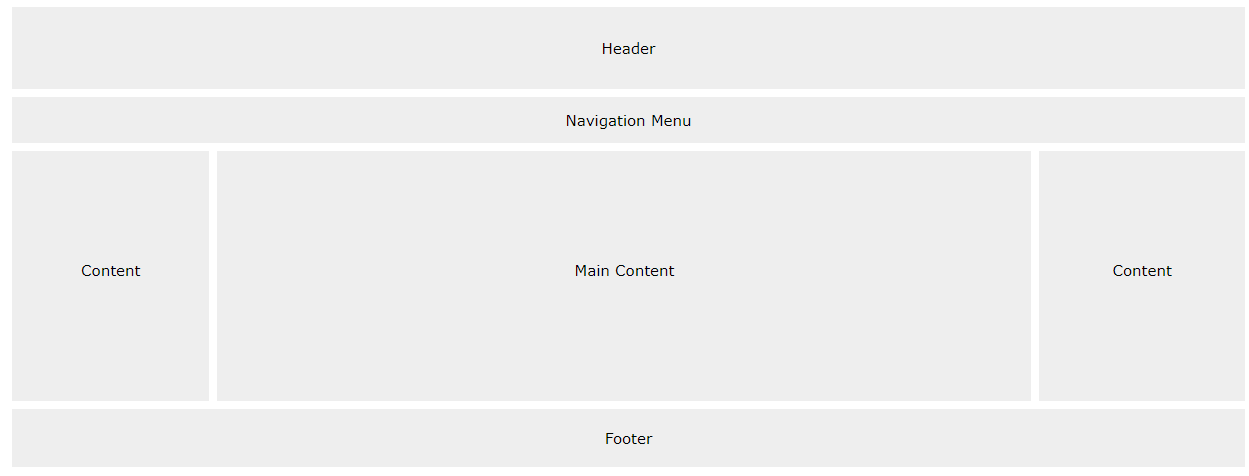 Header
Navigation Menu
Content
Main Content
Content
Footer